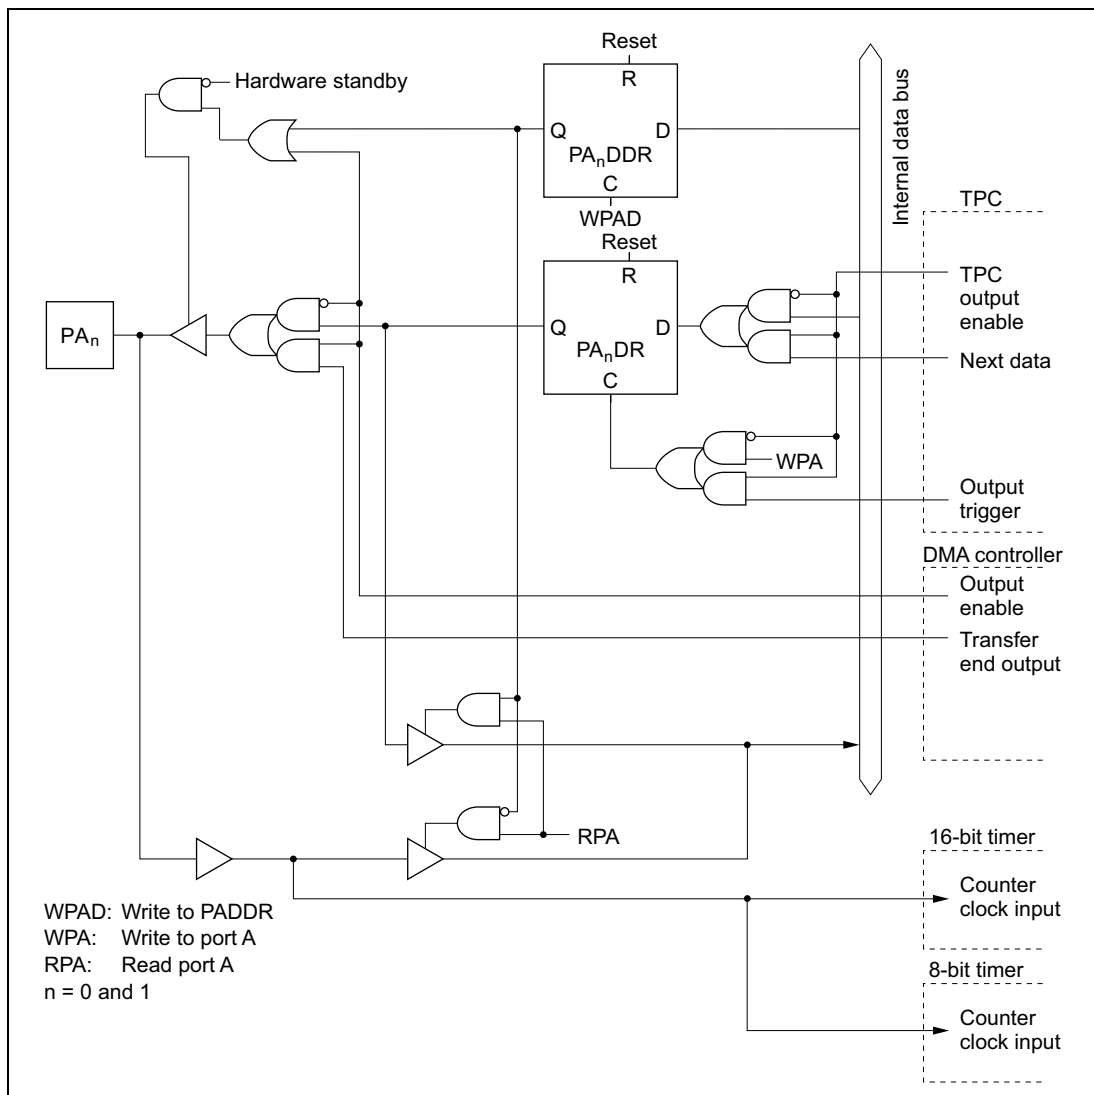 Reset
Hardware standby
R
Q
D
PAnDDR
C
WPAD
Internal data bus
TPC
Reset
R
TPC
output
enable
PAn
Q
D
PAnDR
C
Next data
WPA
Output
trigger
DMA controller
Output
enable
Transfer
end output
RPA
16-bit timer
Counter
clock input
WPAD: Write to PADDR
WPA: Write to port A
RPA: Read port A
n = 0 and 1
8-bit timer
Counter
clock input